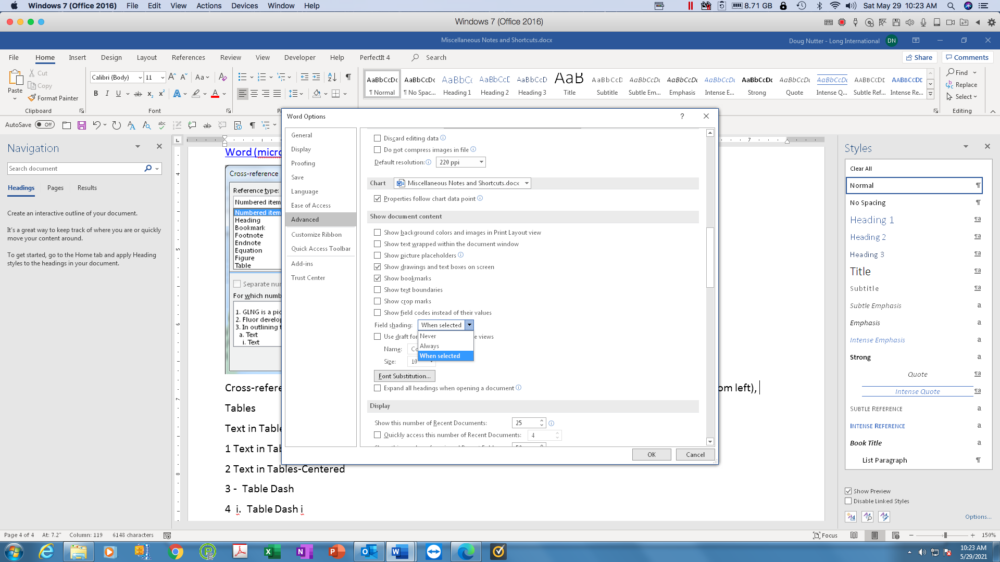 Windows 7 (Office 2016) File Edit View Actions Devices Window Help 8.71 GB Sat May 29 10:23 AM
Windows 7 (Office 2016)
Miscellaneous Notes and Shortcuts.docx Doug Nutter - Long International DN
File Home Insert Design Layout References Review View Developer Help PerfectIt 4 Search Share Comments
Paste
Cut
Copy
Format Painter
Clipboard
Calibri (Body) 11
Font
AaBbCcDc AaBbCcDc AaBbCc AaBbCcE AaBbCcD AaB AaBbCcD AaBbCcDc AaBbCcDc AaBbCcDc AaBbCcDc AaBbCcDc AaBbCcDc AABBCCDE AABBCCDE
¶ Normal ¶ No Spac... Heading 1 Heading 2 Heading 3 Title Subtitle Subtle Em... Emphasis Intense E... Strong Quote Intense Q... Subtle Ref... Intense Re...
Find
Replace
Select
Editing
AutoSave Off
Navigation
Search document
Headings Pages Results
Create an interactive outline of your document.
It's a great way to keep track of where you are or quickly
move your content around.
To get started, go to the Home tab and apply Heading
styles to the headings in your document.
Word (micro
Cross-reference
Reference type:
Numbered item
Numbered item
Heading
Bookmark
Footnote
Endnote
Equation
Figure
Table
Separate nu
For which numb
1. GLNG is a pio
2. Fluor develop
3. In outlining t
a. Text
i. Text
Cross-refere
om left),
Tables
Text in Table
1 Text in Tab
2 Text in Tables-Centered
3 - Table Dash
4 i. Table Dash i
Word Options ?
General
Display
Proofing
Save
Language
Ease of Access
Advanced
Customize Ribbon
Quick Access Toolbar
Add-ins
Trust Center
Discard editing data
Do not compress images in file
Default resolution: 220 ppi
Chart Miscellaneous Notes and Shortcuts.docx
Properties follow chart data point
Show document content
Show background colors and images in Print Layout view
Show text wrapped within the document window
Show picture placeholders
Show drawings and text boxes on screen
Show bookmarks
Show text boundaries
Show crop marks
Show field codes instead of their values
Field shading: When selected
Never
Always
When selected
Use draft fo e views
Name: Co
Size: 10
Font Substitution...
Expand all headings when opening a document
Display
Show this number of Recent Documents: 25
Quickly access this number of Recent Documents: 4
OK Cancel
Styles
Clear All
Normal
No Spacing
Heading 1
Heading 2
Heading 3
Title
Subtitle
Subtle Emphasis
Emphasis
Intense Emphasis
Strong
Quote
Intense Quote
SUBTLE REFERENCE
INTENSE REFERENCE
Book Title
List Paragraph
Show Preview
Disable Linked Styles
Options...
Page 4 of 4 At: 7.2" Column: 119 6148 characters Focus 150%
10:23 AM
5/29/2021